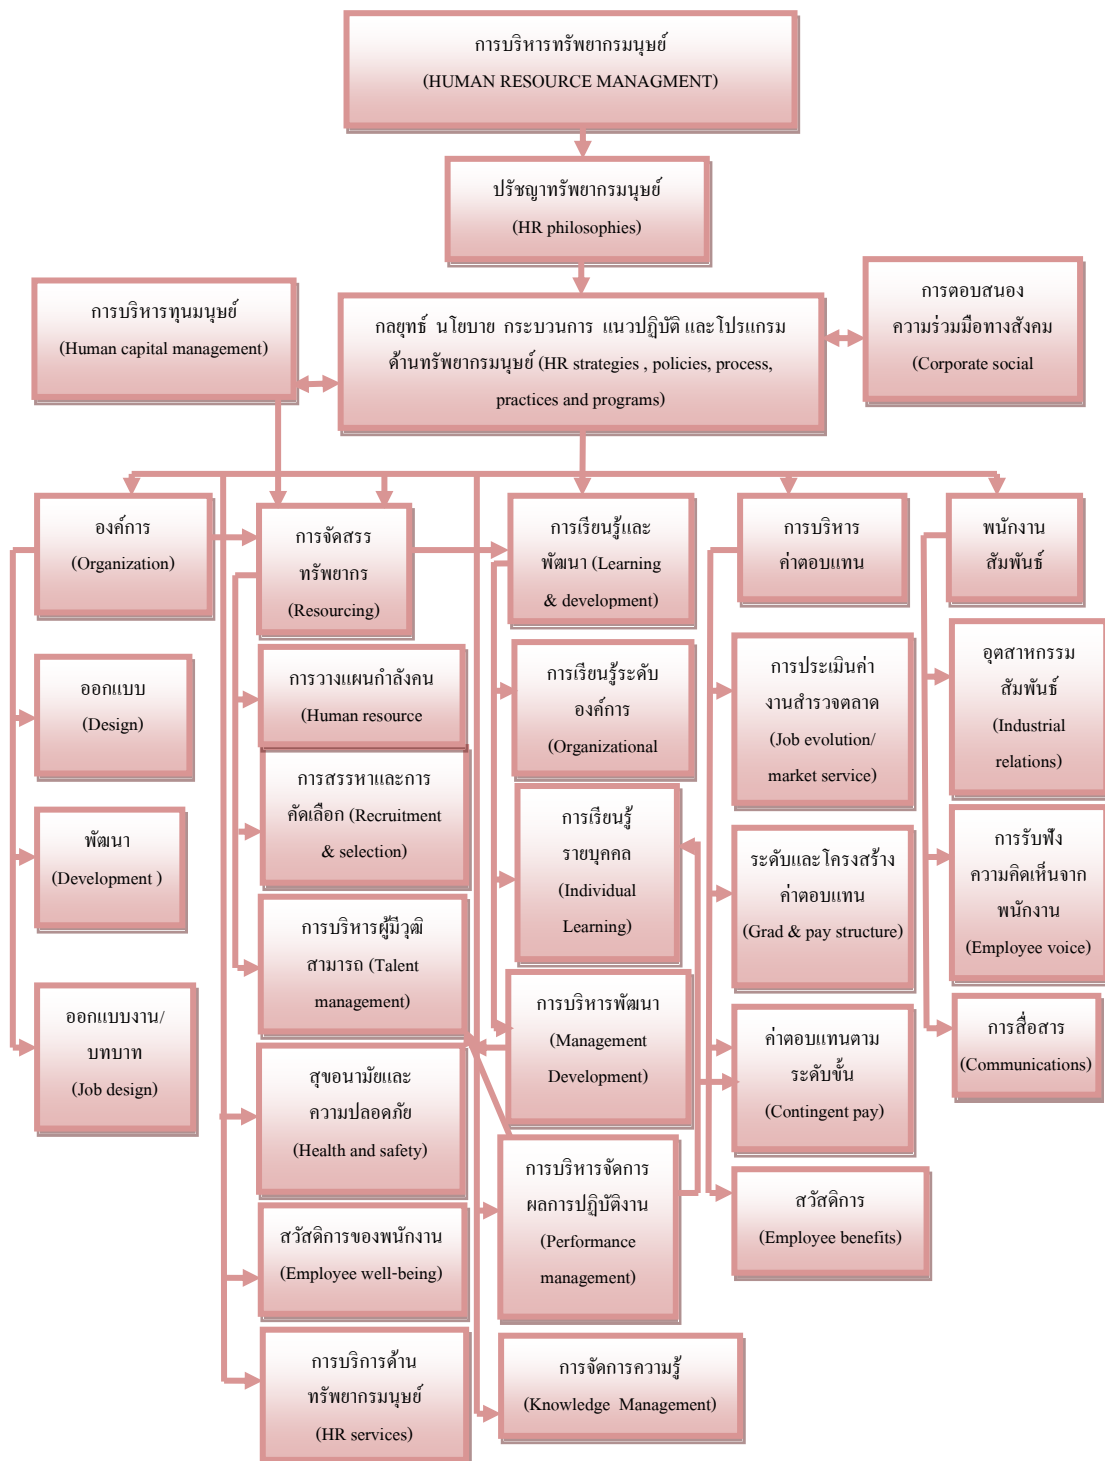 การบริหารทรัพยากรมนุษย์
(HUMAN RESOURCE MANAGMENT)
ปรัชญาทรัพยากรมนุษย์
(HR philosophies)
การบริหารทุนมนุษย์
(Human capital management)
กลยุทธ์ นโยบาย กระบวนการ แนวปฏิบัติ และโปรแกรม
ด้านทรัพยากรมนุษย์ (HR strategies , policies, process,
practices and programs)
การตอบสนอง
ความร่วมมือทางสังคม
(Corporate social
องค์การ
(Organization)
การจัดสรร
ทรัพยากร
(Resourcing)
การเรียนรู้และ
พัฒนา (Learning
& development)
การบริหาร
ค่าตอบแทน
พนักงาน
สัมพันธ์
ออกแบบ
(Design)
พัฒนา
(Development )
ออกแบบงาน/
บทบาท
(Job design)
การวางแผนกำลังคน
(Human resource
การสรรหาและการ
คัดเลือก (Recruitment
& selection)
การบริหารผู้มีวุฒิ
สามารถ (Talent
management)
สุขอนามัยและ
ความปลอดภัย
(Health and safety)
สวัสดิการของพนักงาน
(Employee well-being)
การบริการด้าน
ทรัพยากรมนุษย์
(HR services)
การเรียนรู้ระดับ
องค์การ
(Organizational
การเรียนรู้
รายบุคคล
(Individual
Learning)
การบริหารพัฒนา
(Management
Development)
การบริหารจัดการ
ผลการปฏิบัติงาน
(Performance
management)
การจัดการความรู้
(Knowledge Management)
การประเมินค่า
งานสำรวจตลาด
(Job evolution/
market service)
ระดับและโครงสร้าง
ค่าตอบแทน
(Grad & pay structure)
ค่าตอบแทนตาม
ระดับขั้น
(Contingent pay)
สวัสดิการ
(Employee benefits)
อุตสาหกรรม
สัมพันธ์
(Industrial
relations)
การรับฟัง
ความคิดเห็นจาก
พนักงาน
(Employee voice)
การสื่อสาร
(Communications)